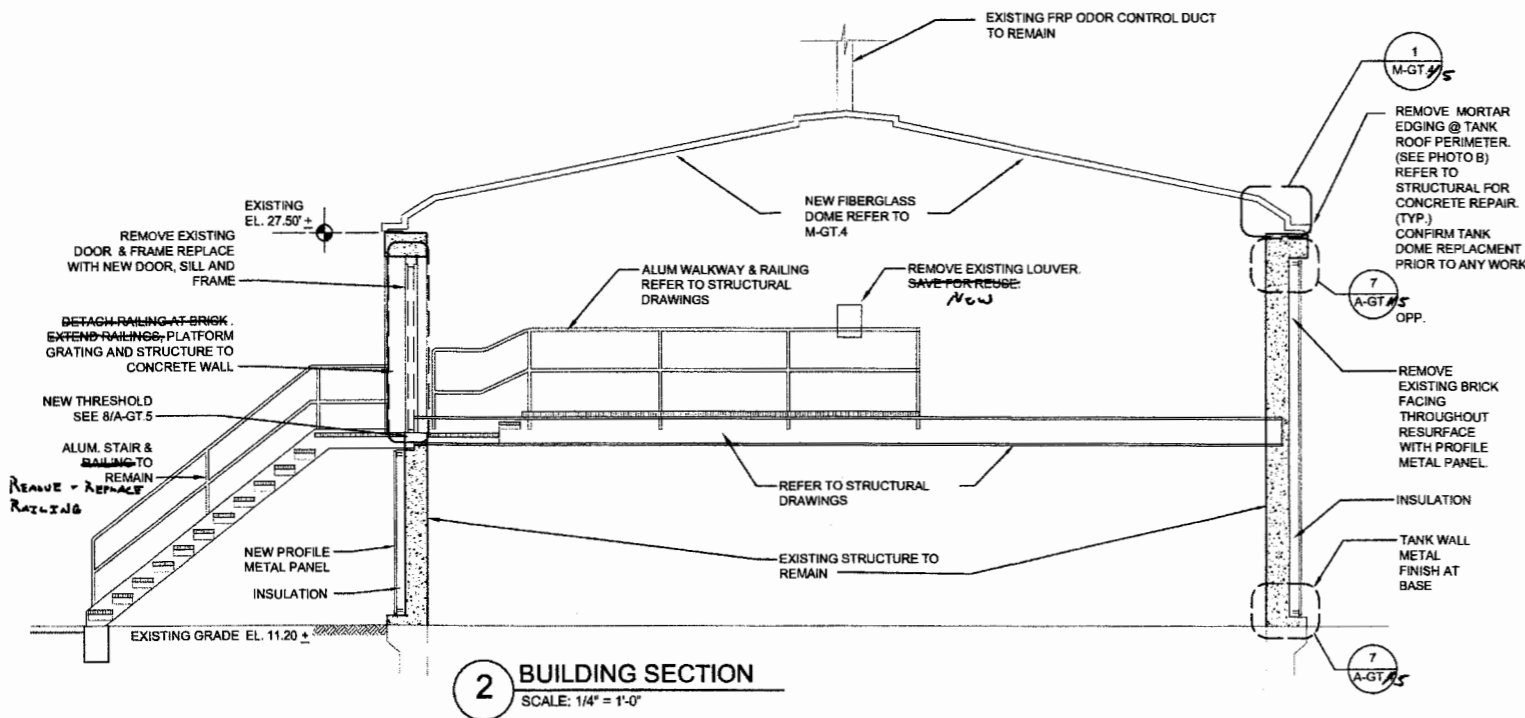 EXISTING FRP ODOR CONTROL DUCT
TO REMAIN
1
M-GT.4/5
REMOVE MORTAR
EDGING @ TANK
ROOF PERIMETER.
(SEE PHOTO B)
REFER TO
STRUCTURAL FOR
CONCRETE REPAIR.
(TYP.)
CONFIRM TANK
DOME REPLACMENT
PRIOR TO ANY WORK
EXISTING
EL. 27.50' ±
NEW FIBERGLASS
DOME REFER TO
M-GT.4
REMOVE EXISTING
DOOR & FRAME REPLACE
WITH NEW DOOR, SILL AND
FRAME
ALUM WALKWAY & RAILING
REFER TO STRUCTURAL
DRAWINGS
REMOVE EXISTING LOUVER.
SAVE FOR REUSE.
NEW
7
A-GT 5
OPP.
DETACH RAILING AT BRICK.
EXTEND RAILINGS, PLATFORM
GRATING AND STRUCTURE TO
CONCRETE WALL
NEW THRESHOLD
SEE 8/A-GT.5
ALUM. STAIR &
RAILING TO
REMAIN
REMOVE - REPLACE
RAILING
REMOVE
EXISTING BRICK
FACING
THROUGHOUT
RESURFACE
WITH PROFILE
METAL PANEL.
REFER TO STRUCTURAL
DRAWINGS
INSULATION
NEW PROFILE
METAL PANEL
INSULATION
EXISTING STRUCTURE TO
REMAIN
TANK WALL
METAL
FINISH AT
BASE
EXISTING GRADE EL. 11.20 ±
7
A-GT 5
2
BUILDING SECTION
SCALE: 1/4" = 1'-0"